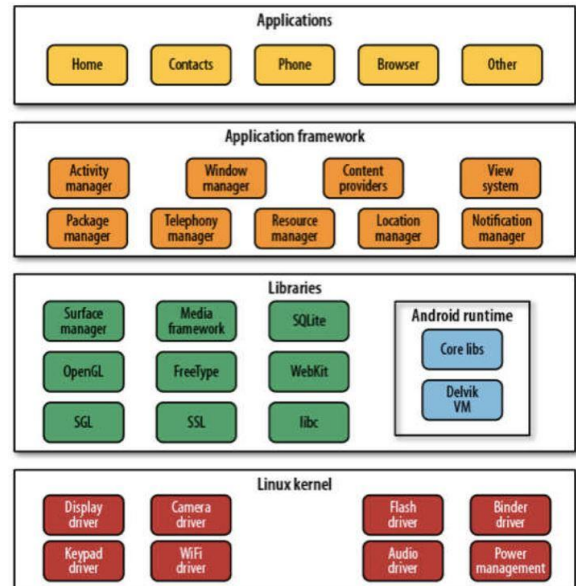 Applications
Home Contacts Phone Browser Other
Application framework
Activity manager Window manager Content providers View system
Package manager Telephony manager Resource manager Location manager Notification manager
Libraries
Surface manager Media framework SQLite
Android runtime
Core libs
OpenGL FreeType WebKit
Delvik VM
SGL SSL libc
Linux kernel
Display driver Camera driver Flash driver Binder driver
Keypad driver WiFi driver Audio driver Power management